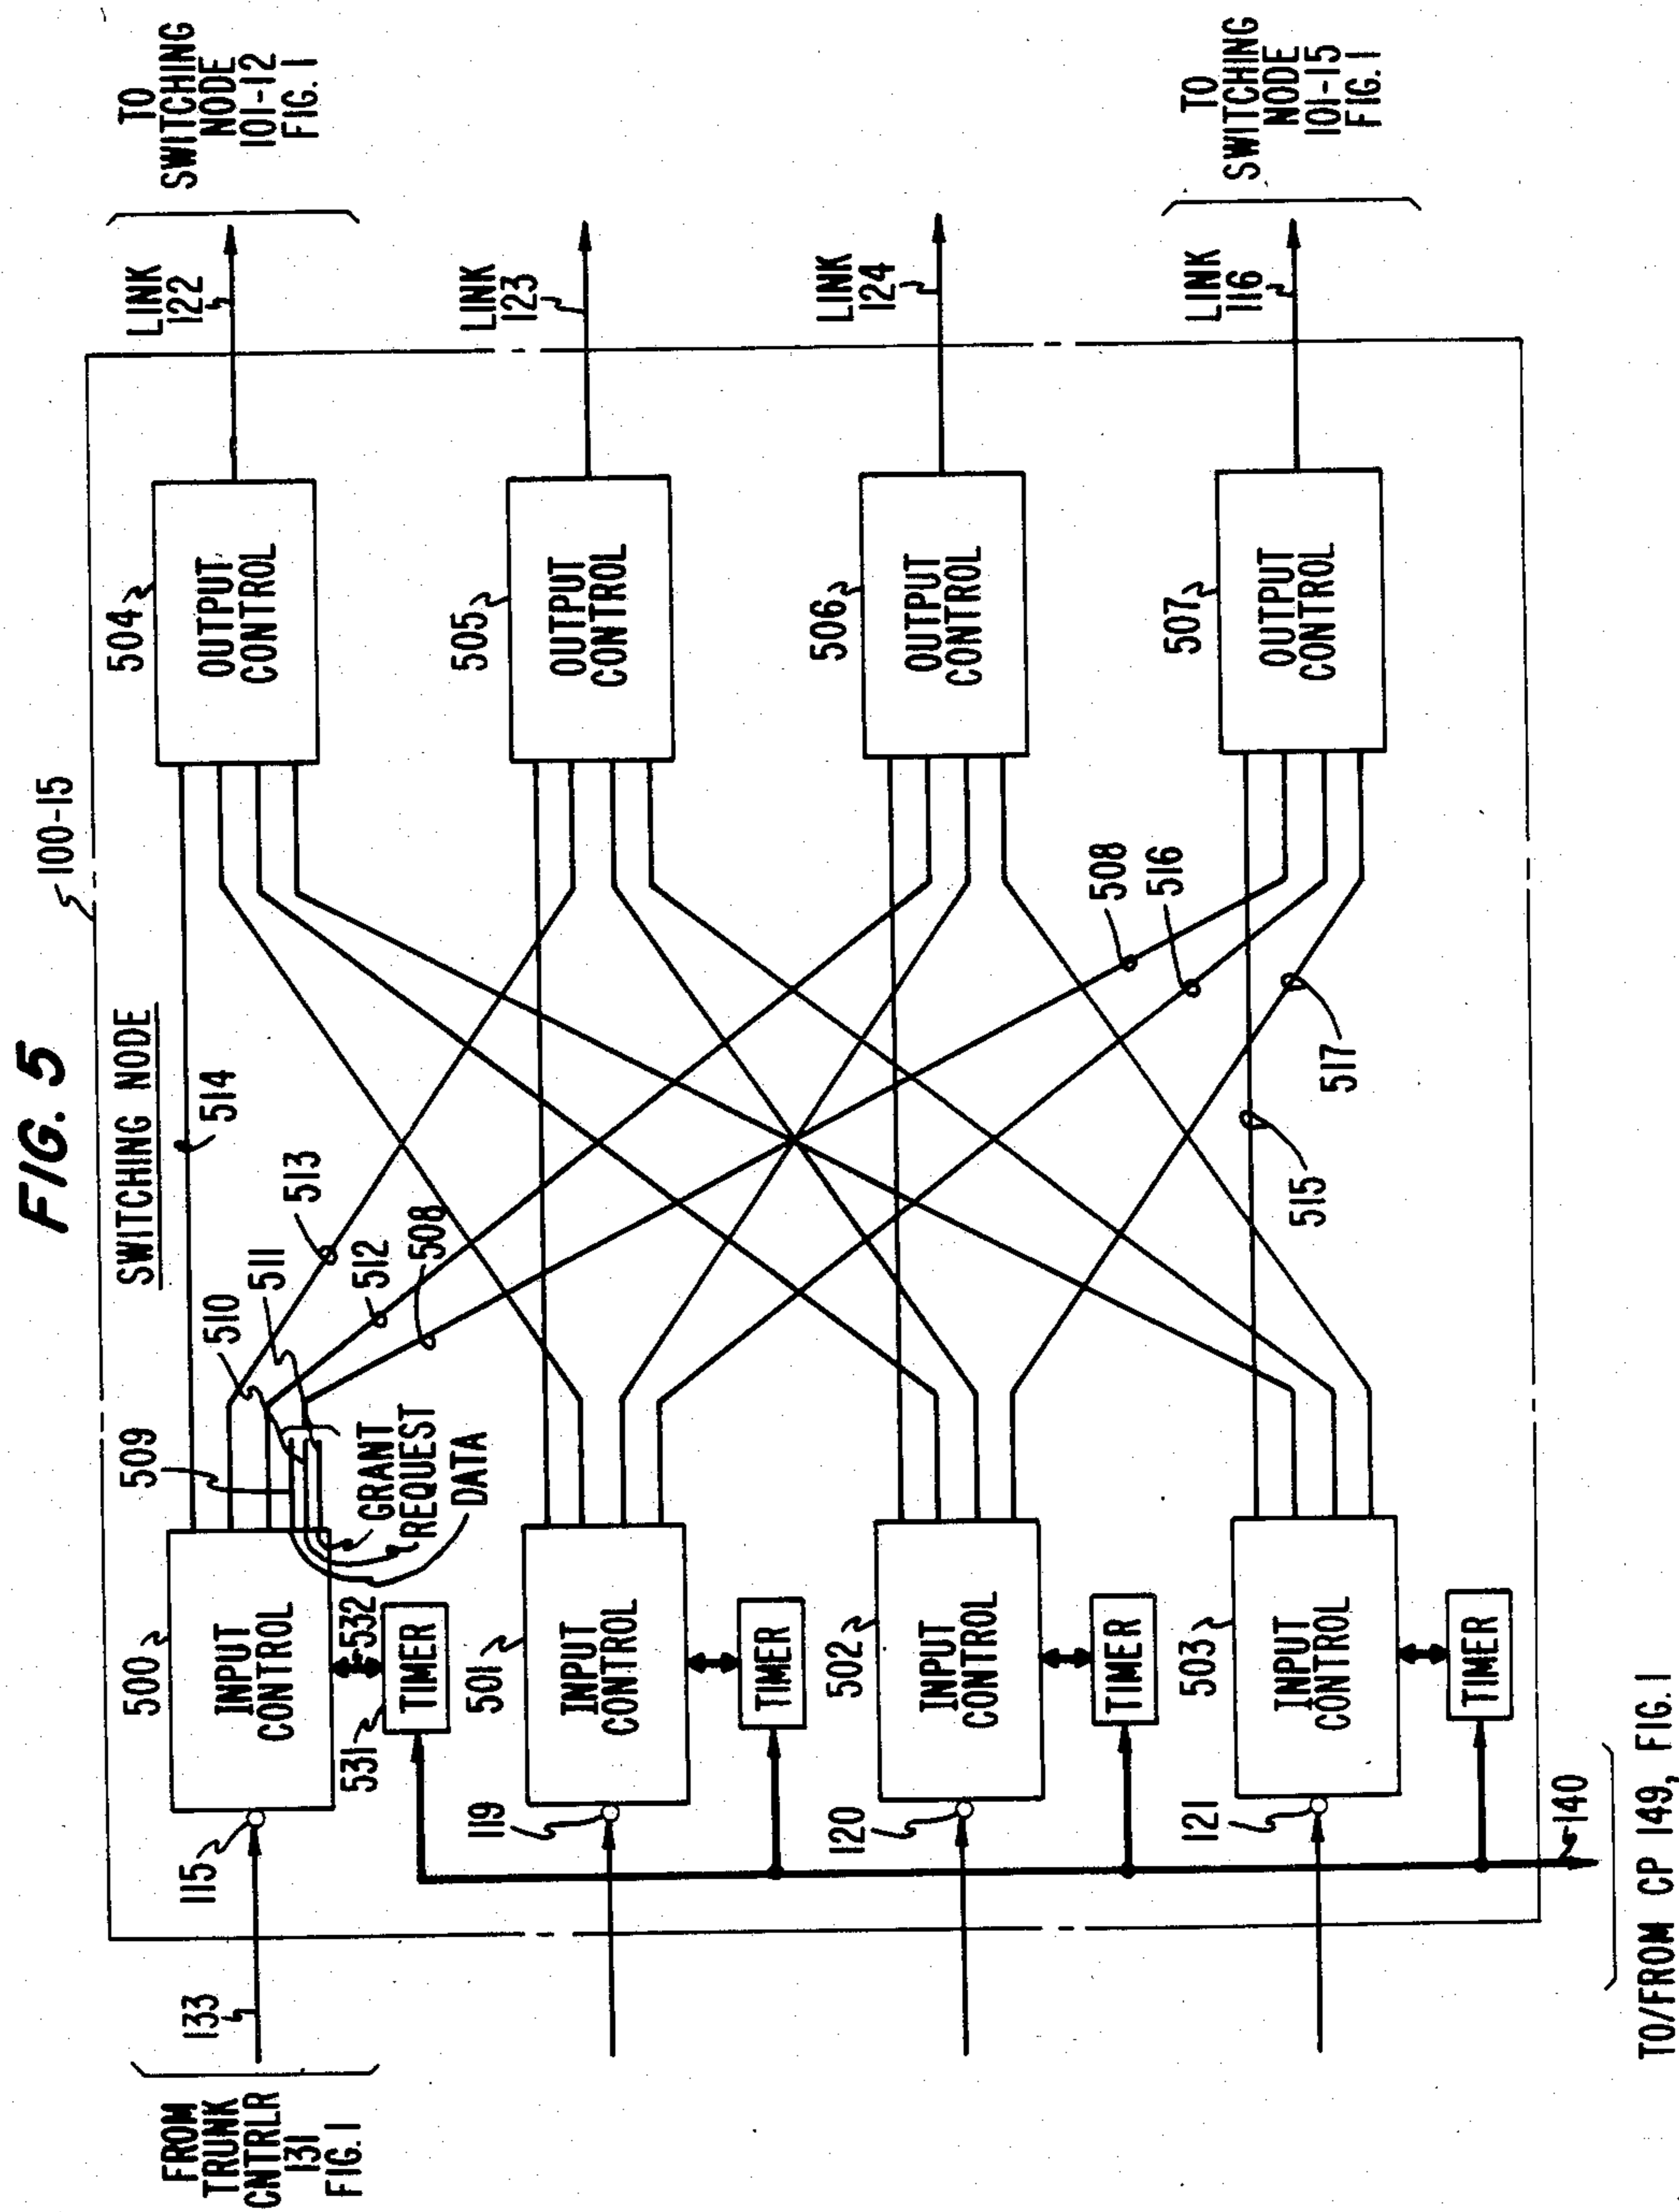 FIG. 5
SWITCHING NODE
100-15
FROM
TRUNK
CNTRLR
131
FIG. 1
133
115
500
INPUT
CONTROL
532
531
TIMER
509
510
511
GRANT
REQUEST
DATA
512
508
513
514
504
OUTPUT
CONTROL
LINK
122
TO
SWITCHING
NODE
101-12
FIG. 1
119
501
INPUT
CONTROL
TIMER
505
OUTPUT
CONTROL
LINK
123
120
502
INPUT
CONTROL
TIMER
506
OUTPUT
CONTROL
LINK
124
121
503
INPUT
CONTROL
TIMER
515
517
508
516
507
OUTPUT
CONTROL
LINK
116
TO
SWITCHING
NODE
101-15
FIG. 1
140
TO/FROM CP 149, FIG. 1